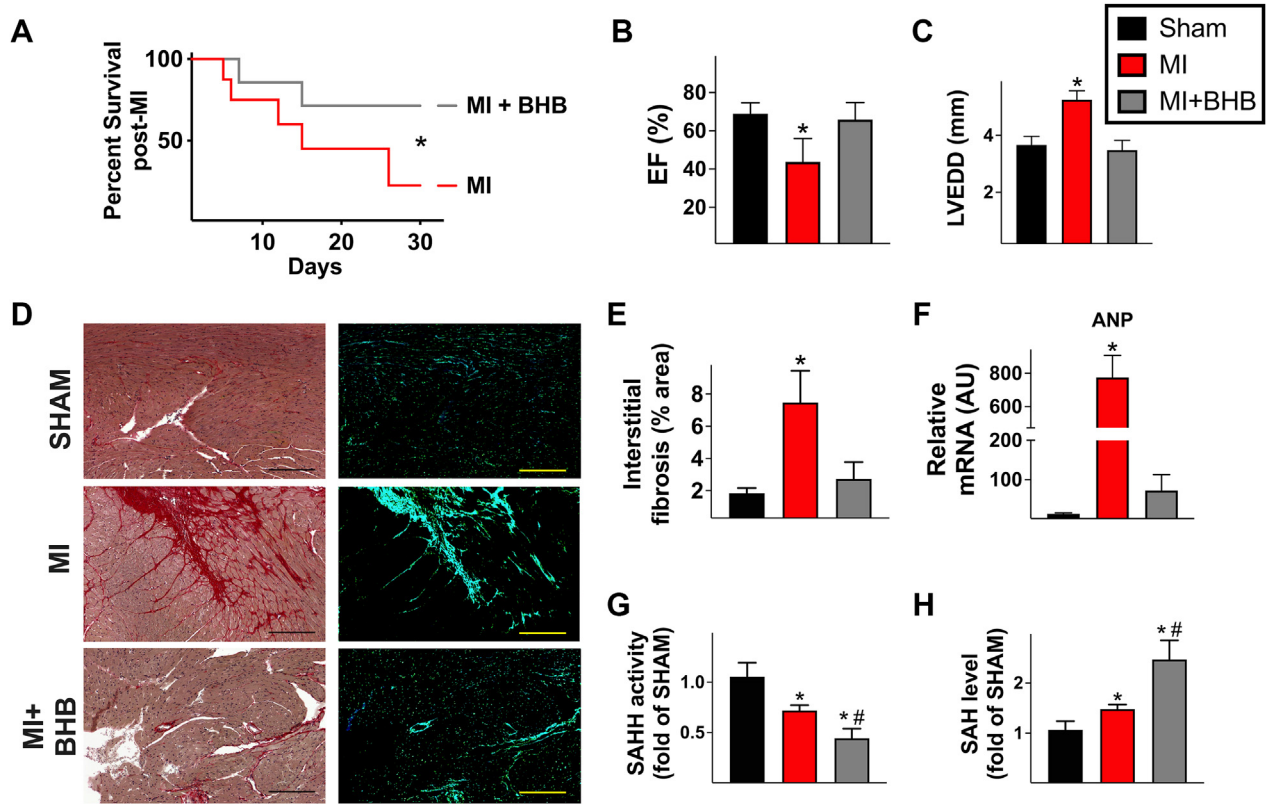 A
Percent Survival
post-MI
100
50
10
20
30
Days
MI + BHB
*
MI
B
EF (%)
80
60
40
20
*
C
LVEDD (mm)
4
2
*
Sham
MI
MI+BHB
D
SHAM
MI
MI+
BHB
E
Interstitial
fibrosis (% area)
8
6
4
2
*
F
ANP
Relative
mRNA (AU)
800
600
200
100
*
G
SAHH activity
(fold of SHAM)
1.0
0.5
*
* #
H
SAH level
(fold of SHAM)
2
1
*
* #